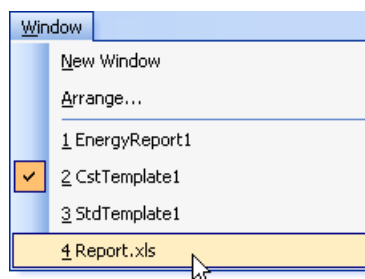 Window
New Window
Arrange...
1 EnergyReport1
2 CstTemplate1
3 StdTemplate1
4 Report.xls